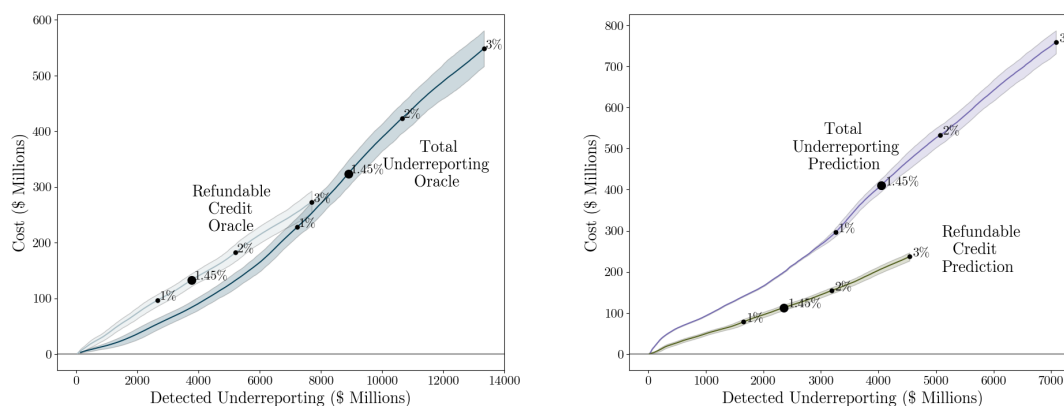 600
500
400
300
200
100
0
Cost ($ Millions)
3%
2%
Total
Underreporting
Oracle
1.45%
Refundable
Credit
Oracle
3%
1%
2%
1.45%
1%
0 2000 4000 6000 8000 10000 12000 14000
Detected Underreporting ($ Millions)
800
700
600
500
400
300
200
100
0
Cost ($ Millions)
2%
Total
Underreporting
Prediction
1.45%
1%
Refundable
Credit
Prediction
3%
2%
1.45%
1%
0 1000 2000 3000 4000 5000 6000 7000
Detected Underreporting ($ Millions)